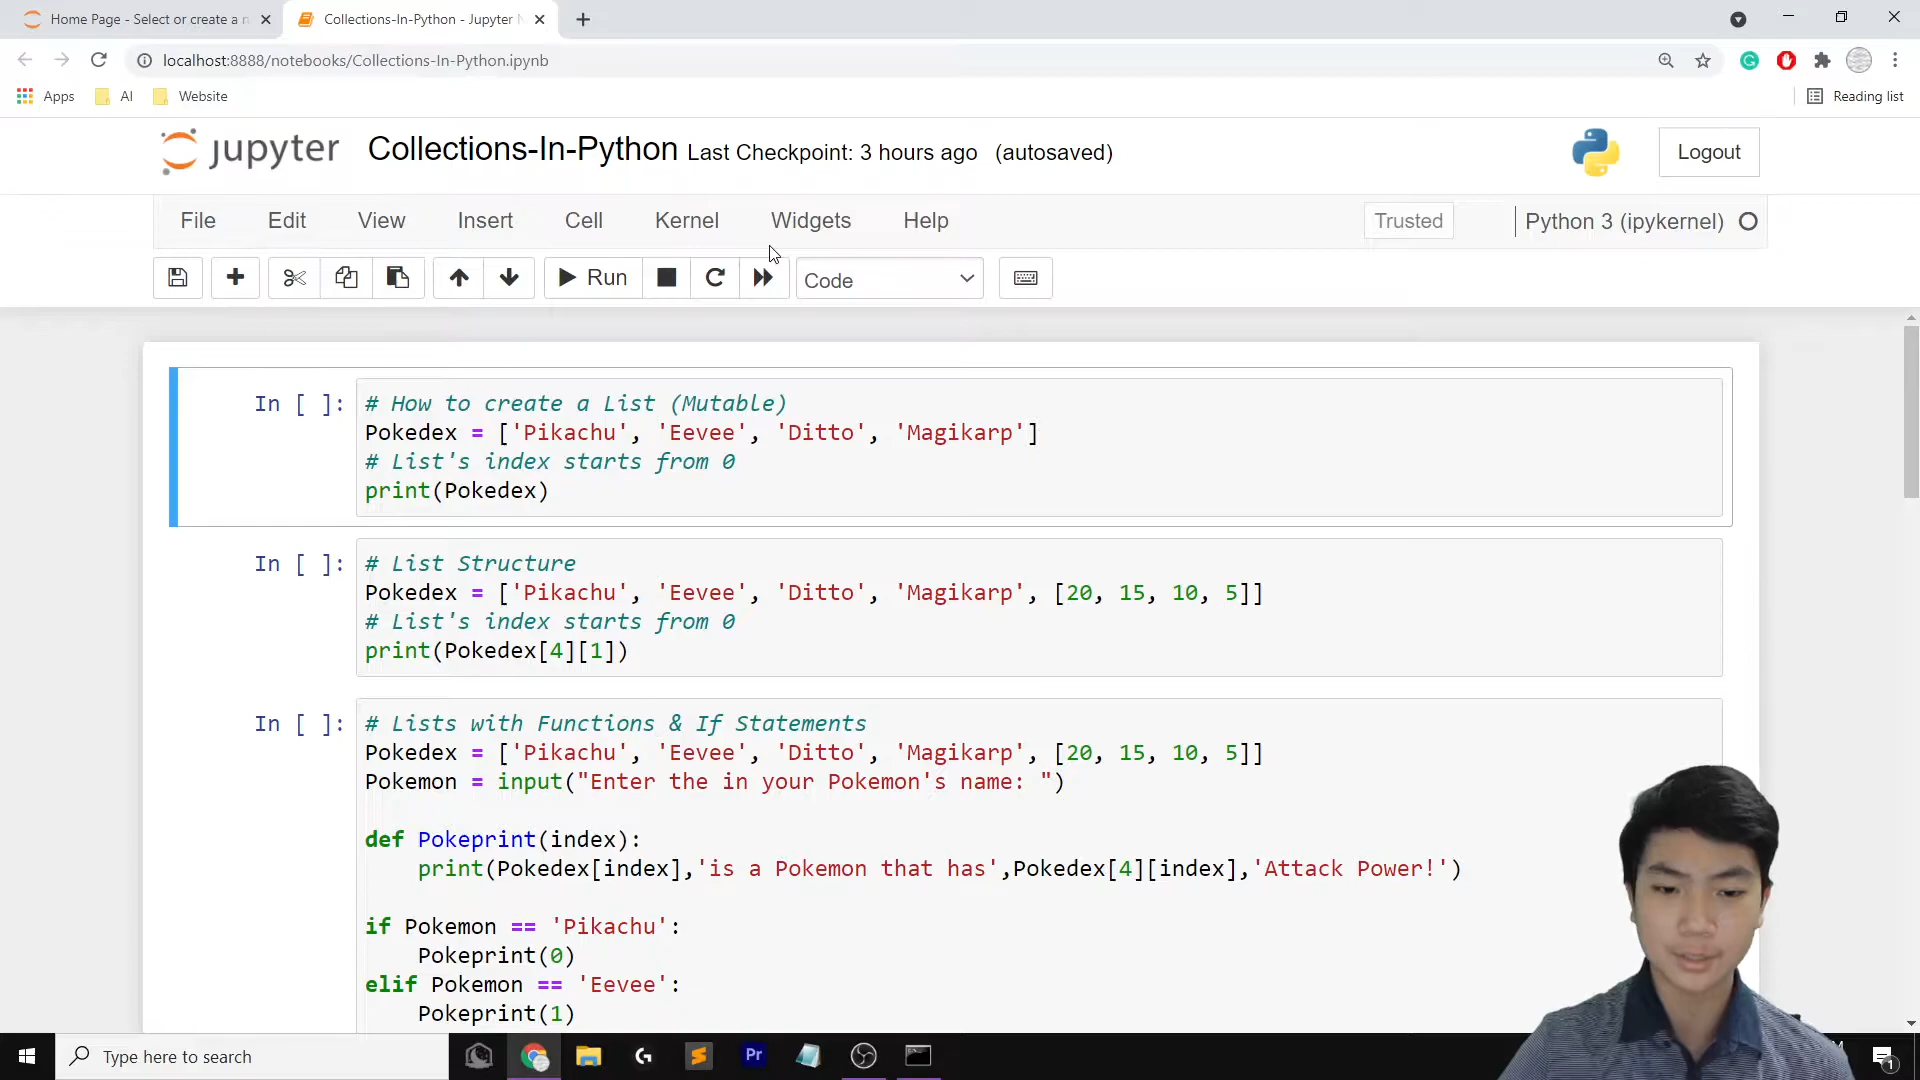 Home Page - Select or create a n
Collections-In-Python - Jupyter N
localhost:8888/notebooks/Collections-In-Python.ipynb
Apps AI Website Reading list
jupyter Collections-In-Python Last Checkpoint: 3 hours ago (autosaved) Logout
File Edit View Insert Cell Kernel Widgets Help Trusted Python 3 (ipykernel)
Run Code
In [ ]: # How to create a List (Mutable)
Pokedex = ['Pikachu', 'Eevee', 'Ditto', 'Magikarp']
# List's index starts from 0
print(Pokedex)
In [ ]: # List Structure
Pokedex = ['Pikachu', 'Eevee', 'Ditto', 'Magikarp', [20, 15, 10, 5]]
# List's index starts from 0
print(Pokedex[4][1])
In [ ]: # Lists with Functions & If Statements
Pokedex = ['Pikachu', 'Eevee', 'Ditto', 'Magikarp', [20, 15, 10, 5]]
Pokemon = input("Enter the in your Pokemon's name: ")
def Pokeprint(index):
print(Pokedex[index],'is a Pokemon that has',Pokedex[4][index],'Attack Power!')
if Pokemon == 'Pikachu':
Pokeprint(0)
elif Pokemon == 'Eevee':
Pokeprint(1)
Type here to search
Pr
1